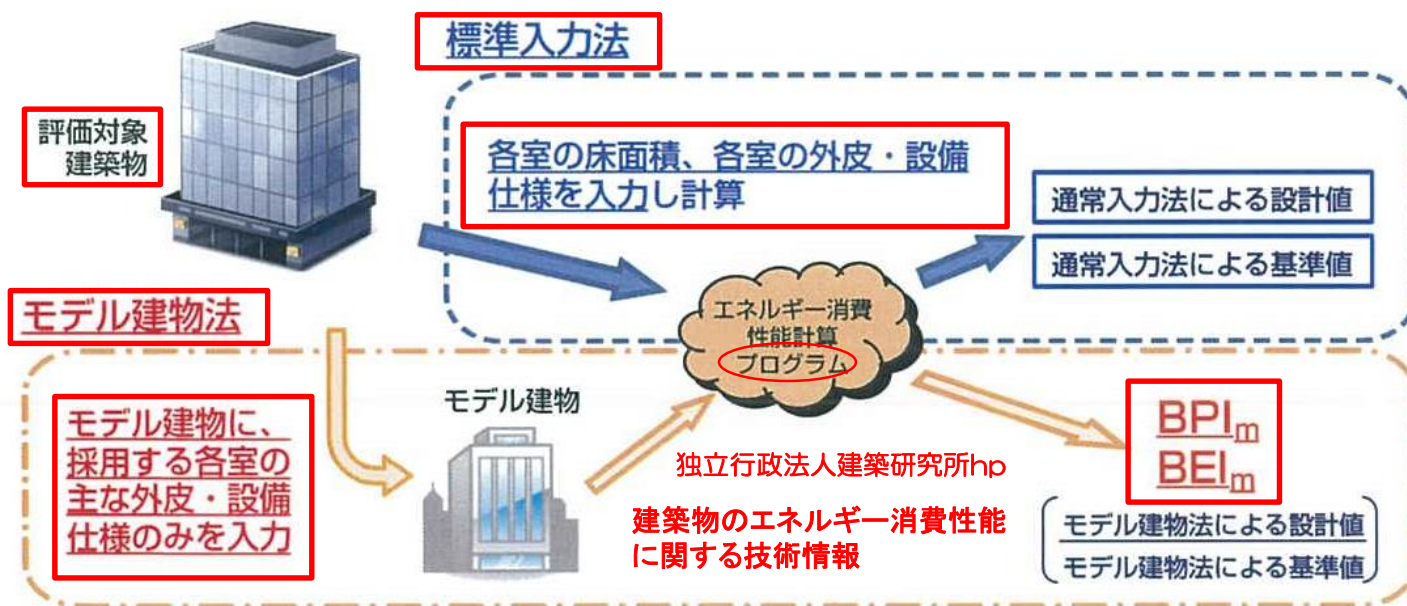 標準入力法
評価対象
建築物
各室の床面積、各室の外皮・設備
仕様を入力し計算
通常入力法による設計値
通常入力法による基準値
モデル建物法
エネルギー消費
性能計算
プログラム
モデル建物に、
採用する各室の
主な外皮・設備
仕様のみを入力
モデル建物
独立行政法人建築研究所hp
建築物のエネルギー消費性能
に関する技術情報
BPIm
BEIm
モデル建物法による設計値
モデル建物法による基準値